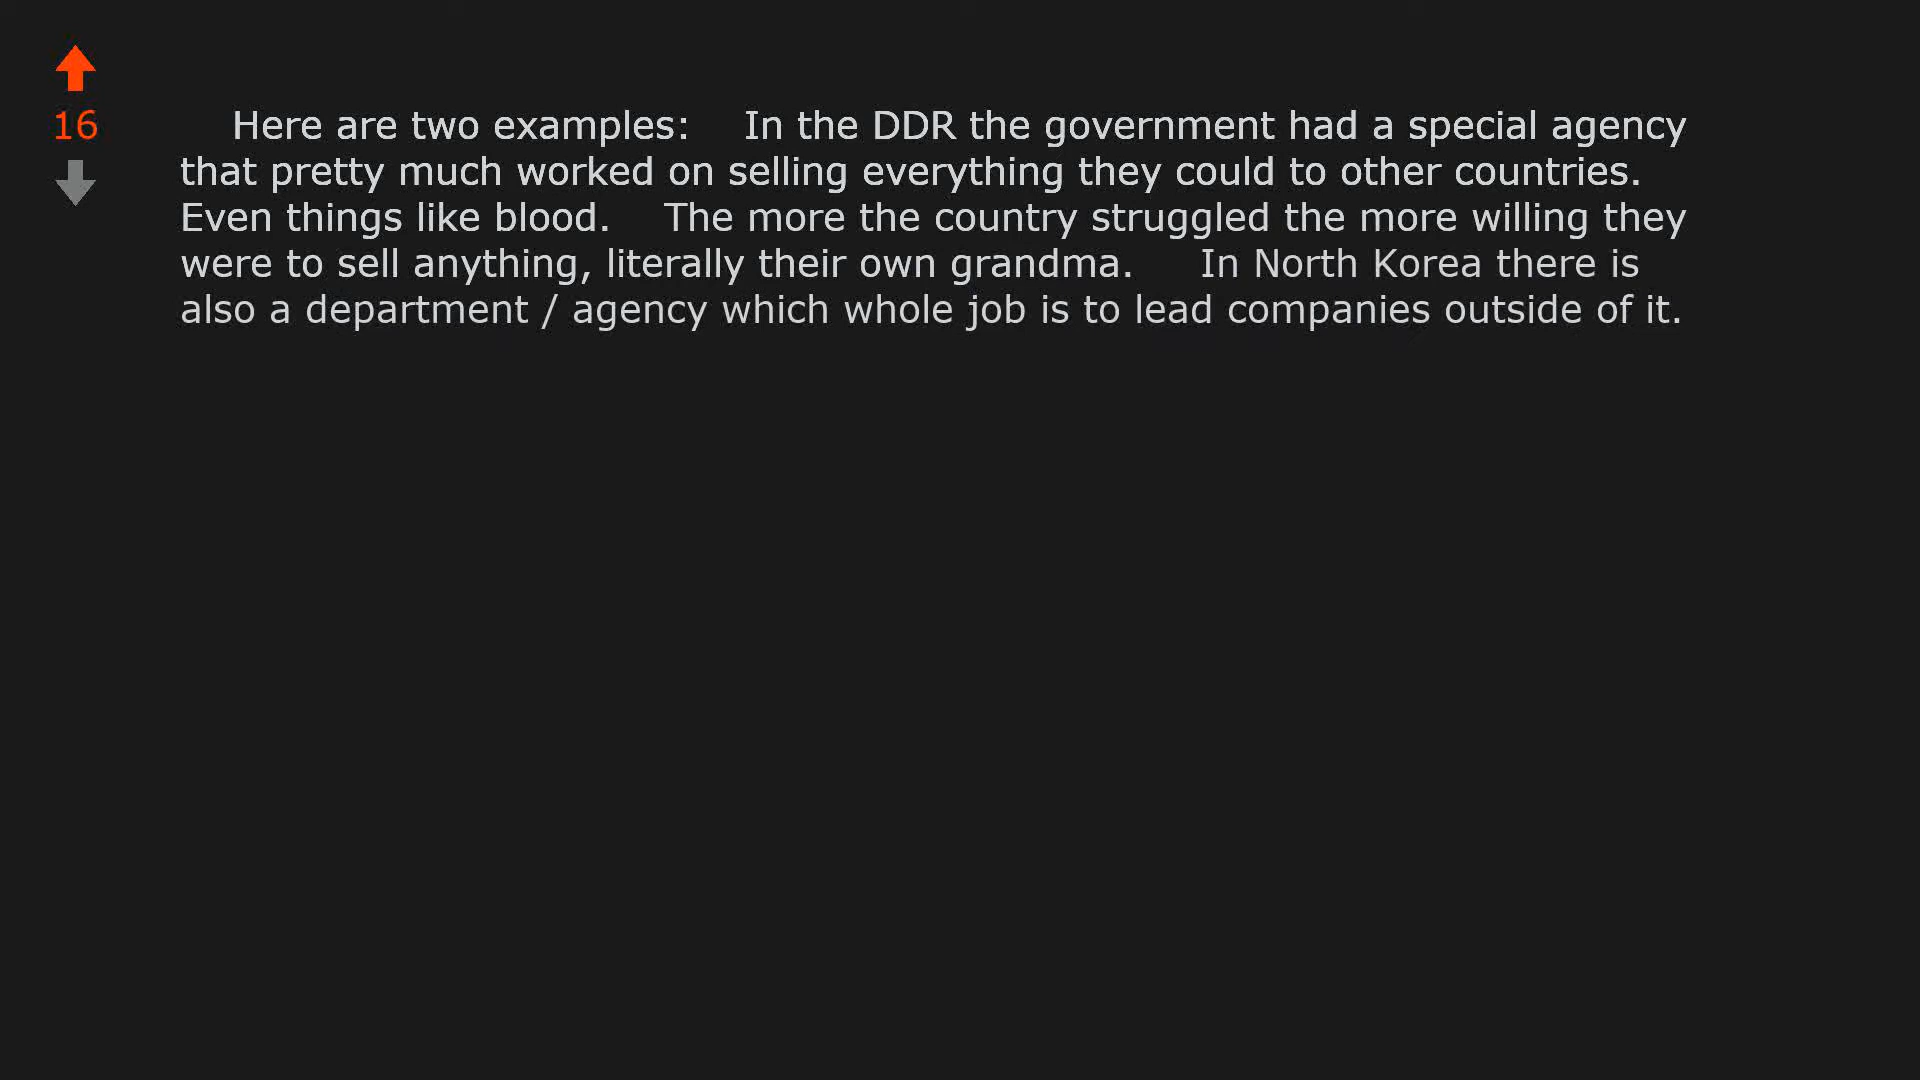 16
Here are two examples: In the DDR the government had a special agency
that pretty much worked on selling everything they could to other countries.
Even things like blood. The more the country struggled the more willing they
were to sell anything, literally their own grandma. In North Korea there is
also a department / agency which whole job is to lead companies outside of it.